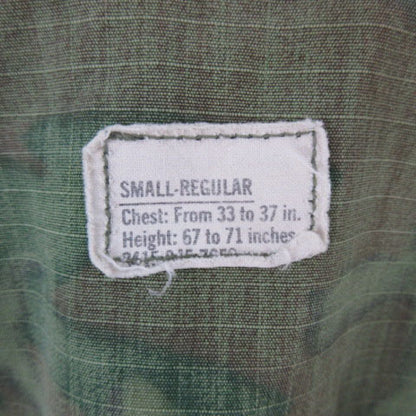 SMALL-REGULAR
Chest: From 33 to 37 in.
Height: 67 to 71 inches